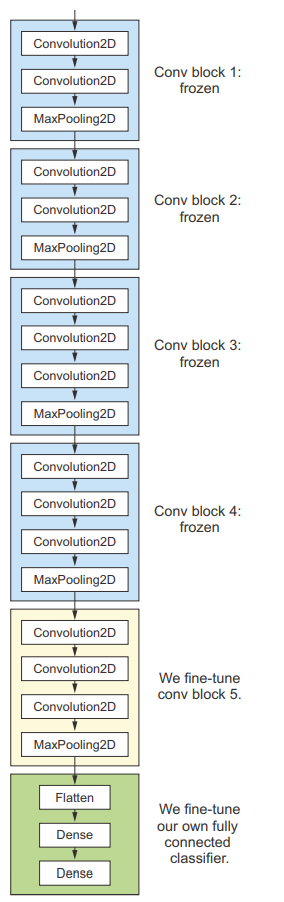 Convolution2D
Convolution2D
MaxPooling2D
Conv block 1:
frozen
Convolution2D
Convolution2D
MaxPooling2D
Conv block 2:
frozen
Convolution2D
Convolution2D
Convolution2D
MaxPooling2D
Conv block 3:
frozen
Convolution2D
Convolution2D
Convolution2D
MaxPooling2D
Conv block 4:
frozen
Convolution2D
Convolution2D
Convolution2D
MaxPooling2D
We fine-tune
conv block 5.
Flatten
Dense
Dense
We fine-tune
our own fully
connected
classifier.